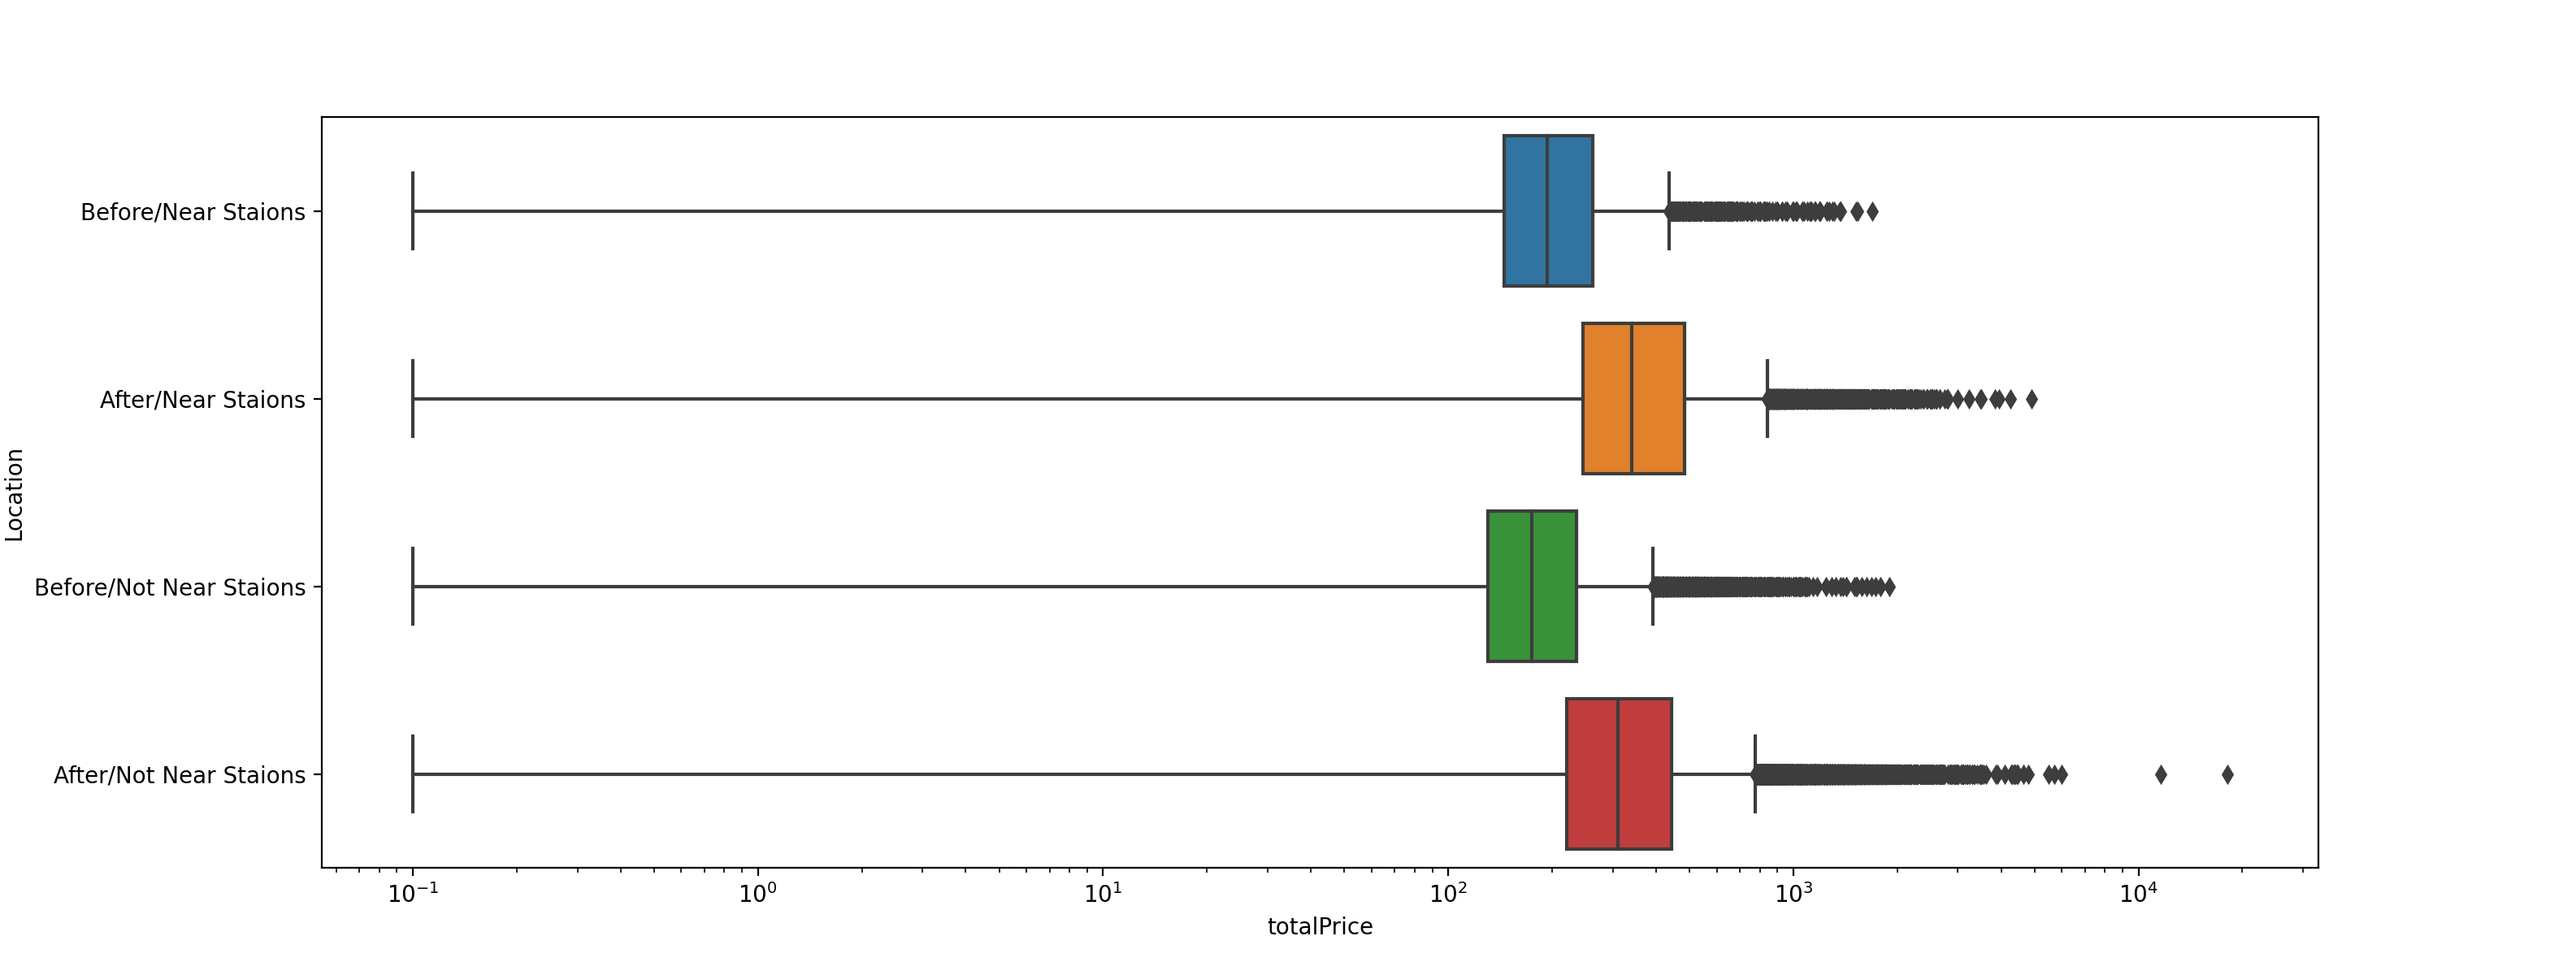 Location
Before/Near Staions
After/Near Staions
Before/Not Near Staions
After/Not Near Staions
10⁻¹ 10⁰ 10¹ 10² 10³ 10⁴
totalPrice